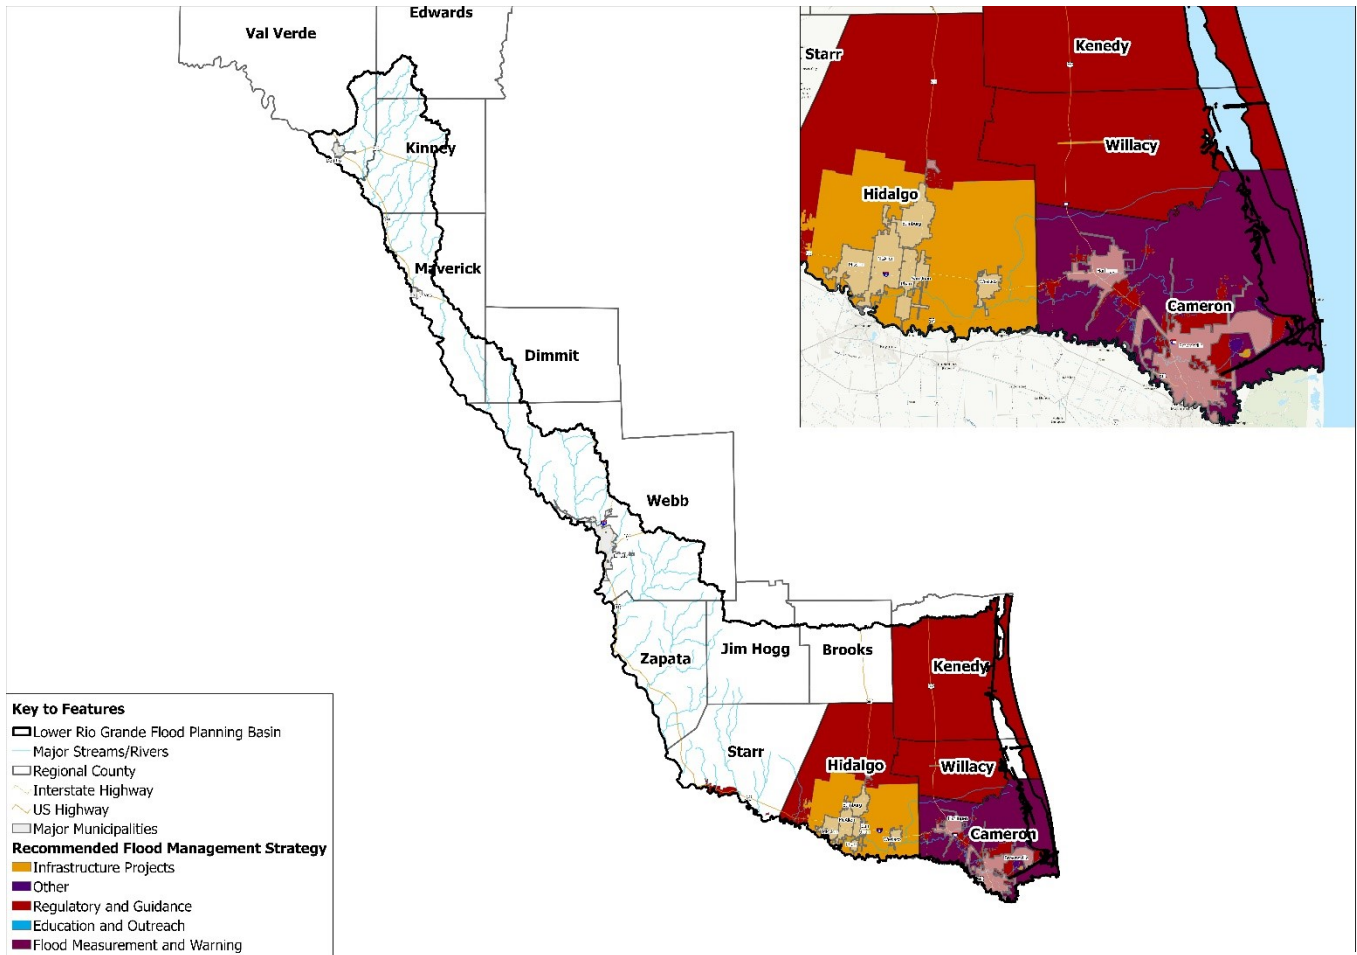 Edwards
Val Verde
Kinney
Maverick
Dimmit
Webb
Zapata
Jim Hogg
Brooks
Kenedy
Starr
Hidalgo
Willacy
Cameron
Starr
Kenedy
Willacy
Hidalgo
Cameron
Key to Features
Lower Rio Grande Flood Planning Basin
Major Streams/Rivers
Regional County
Interstate Highway
US Highway
Major Municipalities
Recommended Flood Management Strategy
Infrastructure Projects
Other
Regulatory and Guidance
Education and Outreach
Flood Measurement and Warning